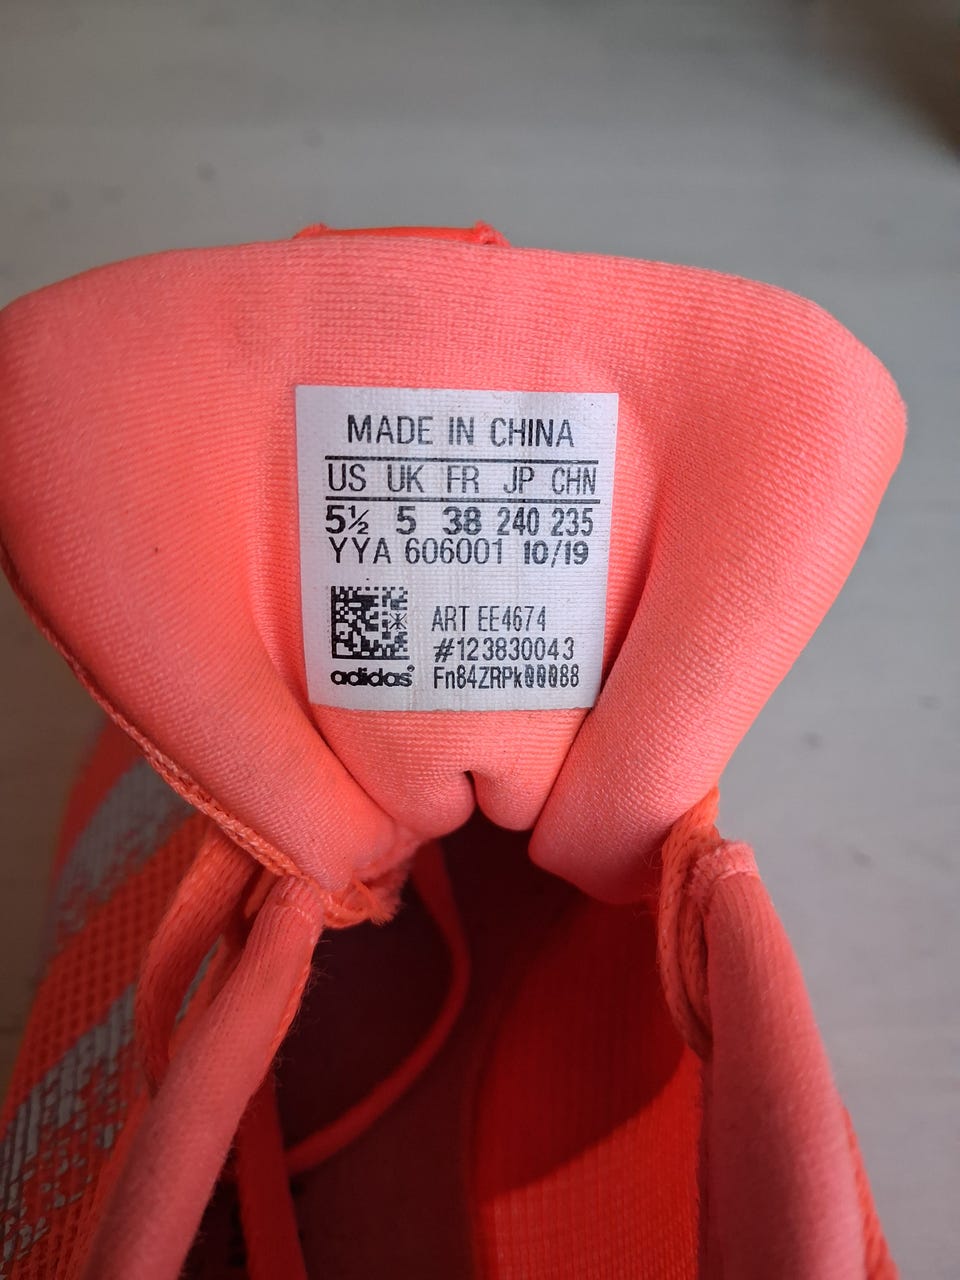 MADE IN CHINA
US UK FR JP CHN
5½ 5 38 240 235
YYA 606001 10/19
ART EE4674
#123830043
adidas Fn84ZRPk00088